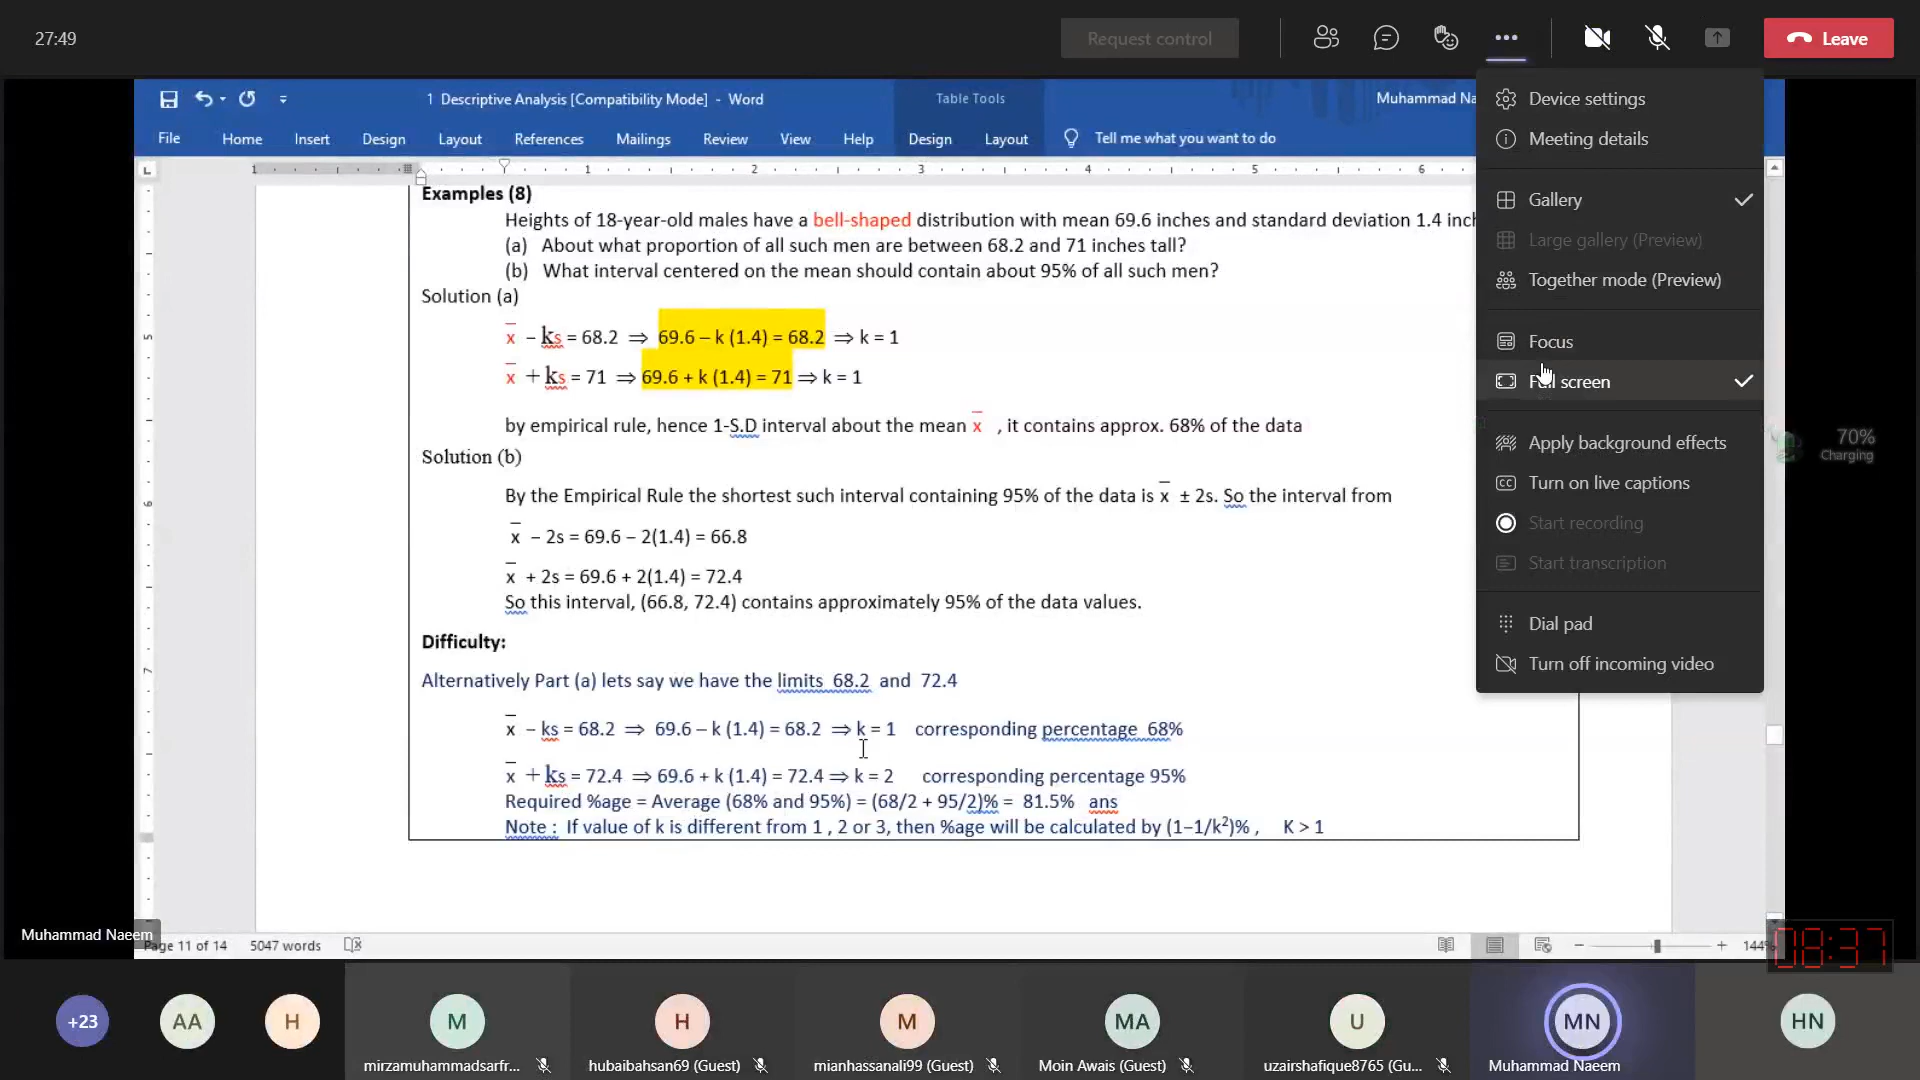 27:49
Request control
Leave
1 Descriptive Analysis [Compatibility Mode] - Word
Table Tools
Muhammad Na
File Home Insert Design Layout References Mailings Review View Help Design Layout Tell me what you want to do
1 1 2 3 4 5 6
Examples (8)
Heights of 18-year-old males have a bell-shaped distribution with mean 69.6 inches and standard deviation 1.4 inch
(a) About what proportion of all such men are between 68.2 and 71 inches tall?
(b) What interval centered on the mean should contain about 95% of all such men?
Solution (a)
x̄ – ks = 68.2 ⇒ 69.6 – k (1.4) = 68.2 ⇒ k = 1
x̄ + ks = 71 ⇒ 69.6 + k (1.4) = 71 ⇒ k = 1
by empirical rule, hence 1-S.D interval about the mean x̄ , it contains approx. 68% of the data
Solution (b)
By the Empirical Rule the shortest such interval containing 95% of the data is x̄ ± 2s. So the interval from
x̄ – 2s = 69.6 – 2(1.4) = 66.8
x̄ + 2s = 69.6 + 2(1.4) = 72.4
So this interval, (66.8, 72.4) contains approximately 95% of the data values.
Difficulty:
Alternatively Part (a) lets say we have the limits 68.2 and 72.4
x̄ – ks = 68.2 ⇒ 69.6 – k (1.4) = 68.2 ⇒ k = 1 corresponding percentage 68%
x̄ + ks = 72.4 ⇒ 69.6 + k (1.4) = 72.4 ⇒ k = 2 corresponding percentage 95%
Required %age = Average (68% and 95%) = (68/2 + 95/2)% = 81.5% ans
Note : If value of k is different from 1 , 2 or 3, then %age will be calculated by (1–1/k²)% , K > 1
5
6
7
Device settings
Meeting details
Gallery
Large gallery (Preview)
Together mode (Preview)
Focus
Full screen
Apply background effects
CC Turn on live captions
Start recording
Start transcription
Dial pad
Turn off incoming video
70%
Charging
Muhammad Naeem
Page 11 of 14 5047 words
144%
08:37
+23 AA H M H M MA U MN HN
mirzamuhammadsarfr... hubaibahsan69 (Guest) mianhassanali99 (Guest) Moin Awais (Guest) uzairshafique8765 (Gu... Muhammad Naeem